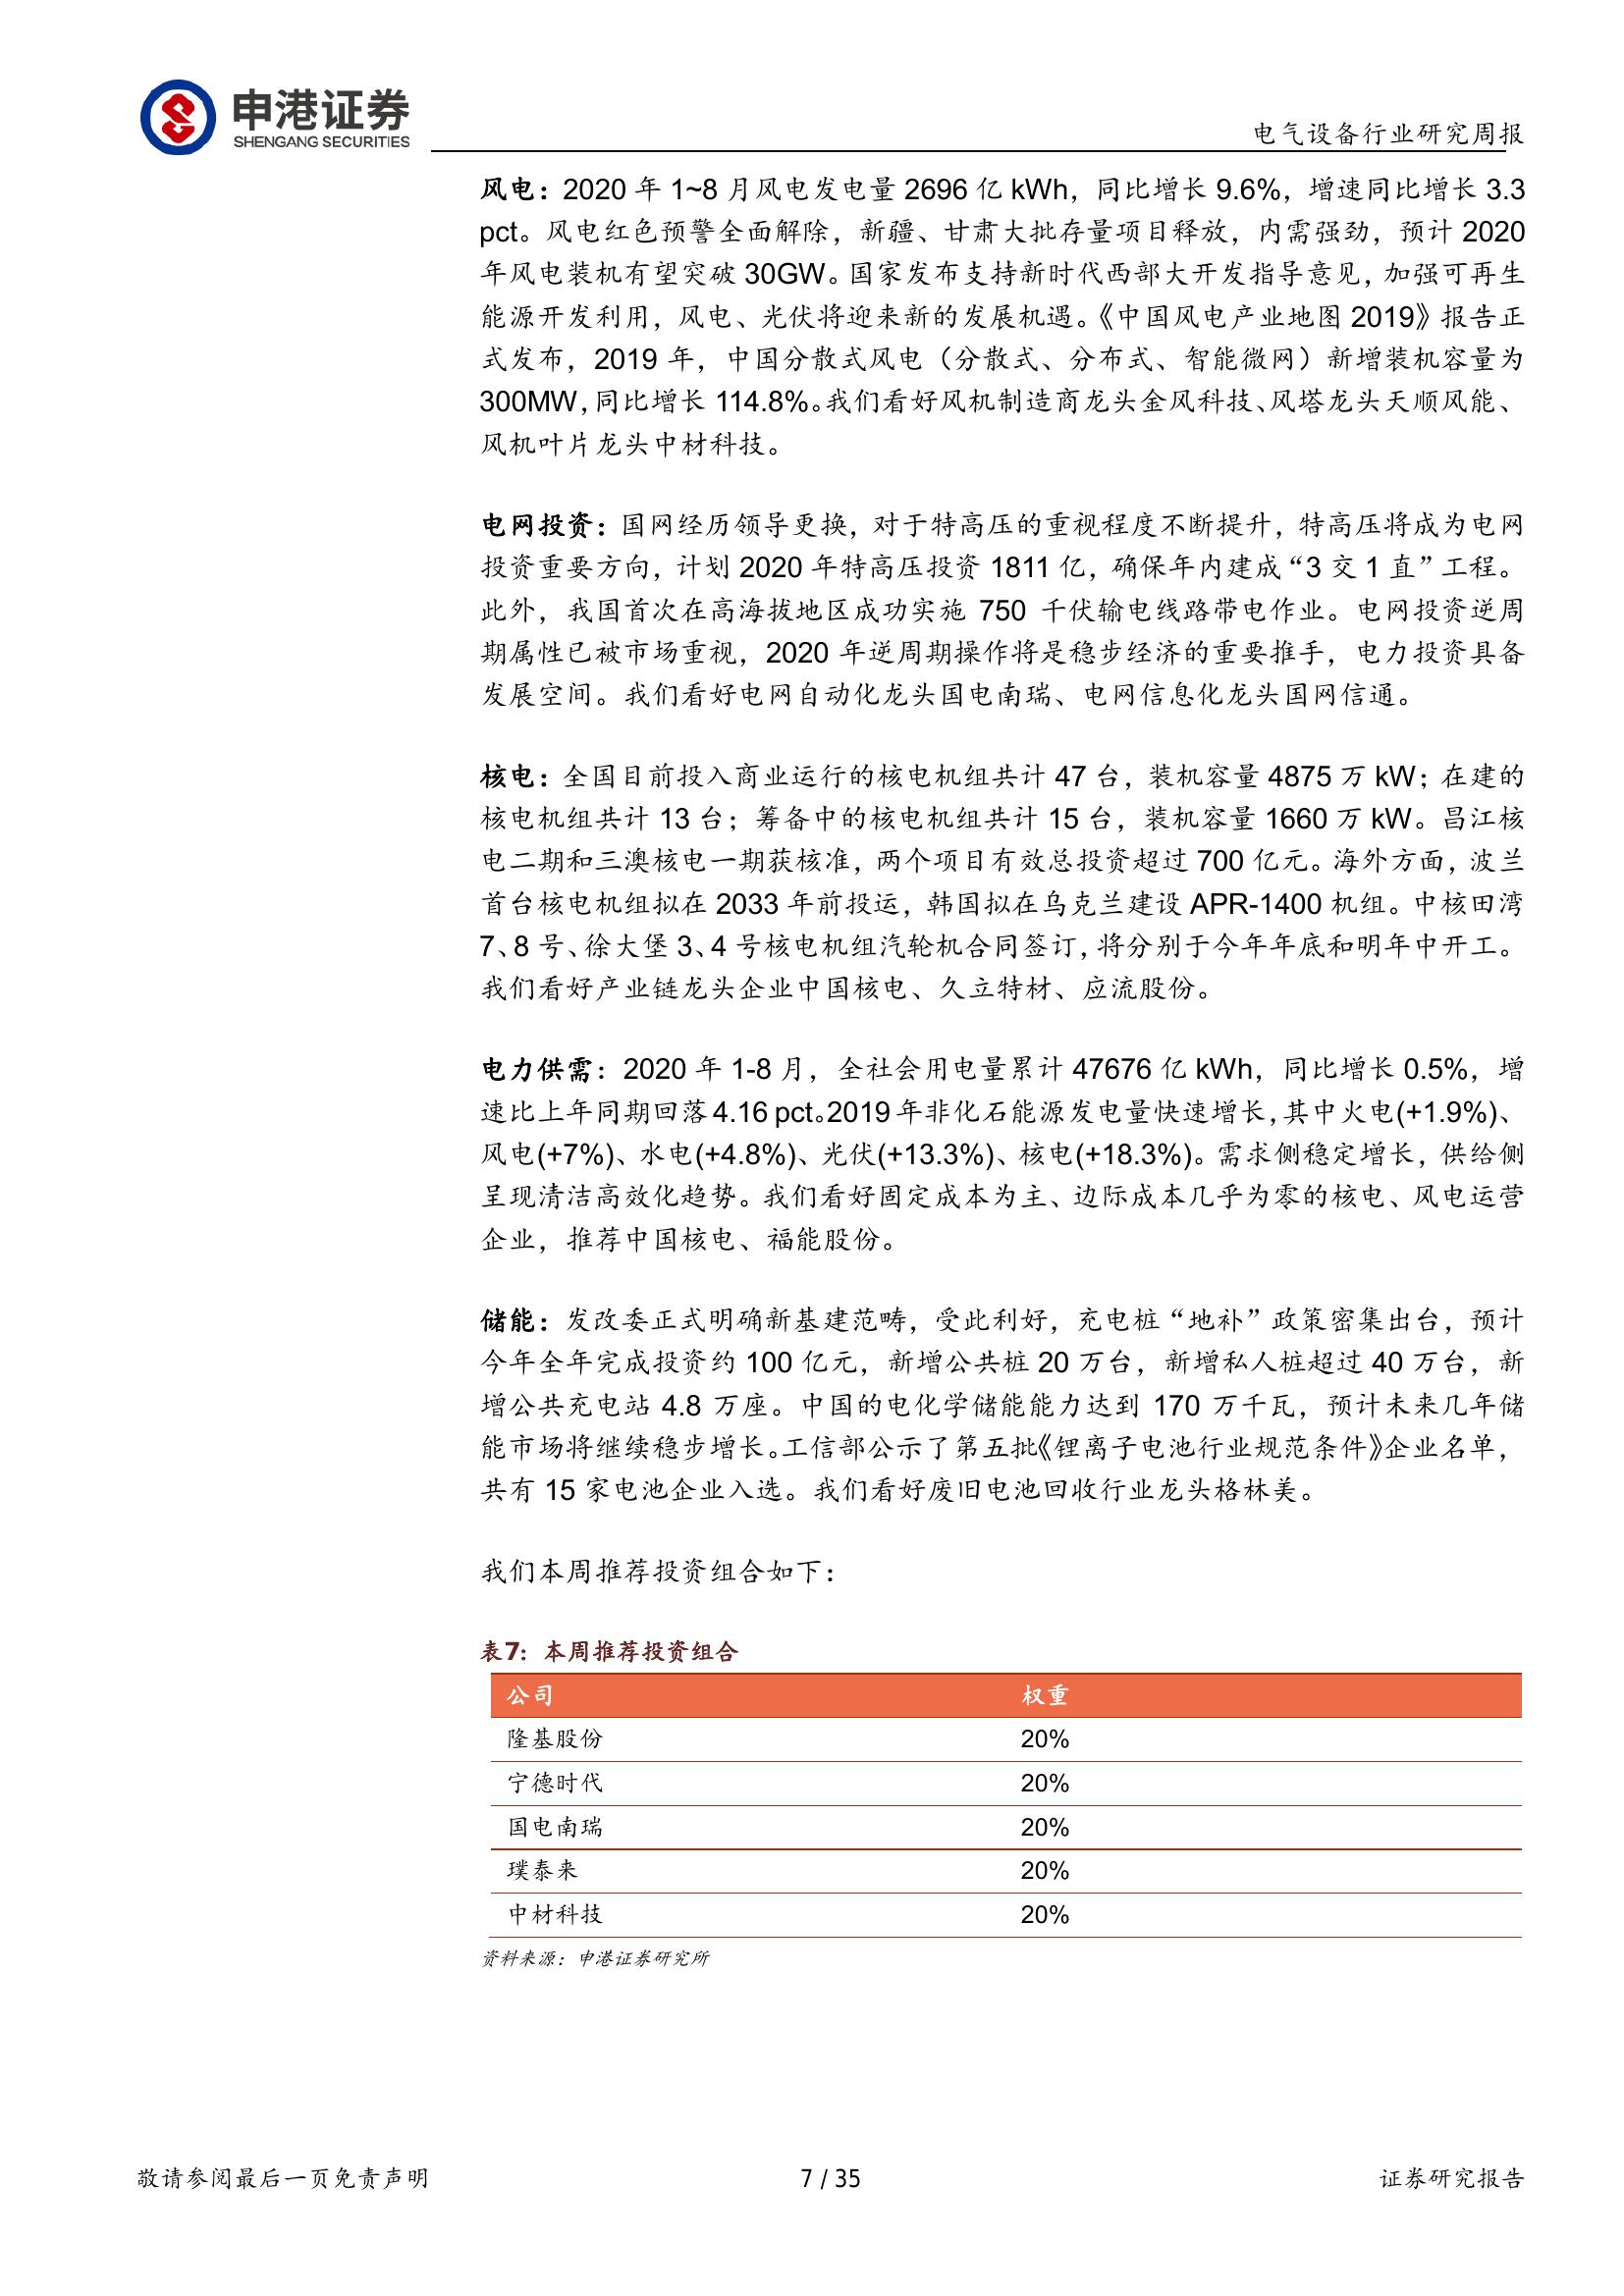 申港证券
SHENGANG SECURITIES
电气设备行业研究周报
风电：2020 年 1~8 月风电发电量 2696 亿 kWh，同比增长 9.6%，增速同比增长 3.3
pct。风电红色预警全面解除，新疆、甘肃大批存量项目释放，内需强劲，预计 2020
年风电装机有望突破 30GW。国家发布支持新时代西部大开发指导意见，加强可再生
能源开发利用，风电、光伏将迎来新的发展机遇。《中国风电产业地图 2019》报告正
式发布，2019 年，中国分散式风电（分散式、分布式、智能微网）新增装机容量为
300MW，同比增长 114.8%。我们看好风机制造商龙头金风科技、风塔龙头天顺风能、
风机叶片龙头中材科技。
电网投资：国网经历领导更换，对于特高压的重视程度不断提升，特高压将成为电网
投资重要方向，计划 2020 年特高压投资 1811 亿，确保年内建成“3 交 1 直”工程。
此外，我国首次在高海拔地区成功实施 750 千伏输电线路带电作业。电网投资逆周
期属性已被市场重视，2020 年逆周期操作将是稳步经济的重要推手，电力投资具备
发展空间。我们看好电网自动化龙头国电南瑞、电网信息化龙头国网信通。
核电：全国目前投入商业运行的核电机组共计 47 台，装机容量 4875 万 kW；在建的
核电机组共计 13 台；筹备中的核电机组共计 15 台，装机容量 1660 万 kW。昌江核
电二期和三澳核电一期获核准，两个项目有效总投资超过 700 亿元。海外方面，波兰
首台核电机组拟在 2033 年前投运，韩国拟在乌克兰建设 APR-1400 机组。中核田湾
7、8 号、徐大堡 3、4 号核电机组汽轮机合同签订，将分别于今年年底和明年中开工。
我们看好产业链龙头企业中国核电、久立特材、应流股份。
电力供需：2020 年 1-8 月，全社会用电量累计 47676 亿 kWh，同比增长 0.5%，增
速比上年同期回落 4.16 pct。2019 年非化石能源发电量快速增长，其中火电(+1.9%)、
风电(+7%)、水电(+4.8%)、光伏(+13.3%)、核电(+18.3%)。需求侧稳定增长，供给侧
呈现清洁高效化趋势。我们看好固定成本为主、边际成本几乎为零的核电、风电运营
企业，推荐中国核电、福能股份。
储能：发改委正式明确新基建范畴，受此利好，充电桩“地补”政策密集出台，预计
今年全年完成投资约 100 亿元，新增公共桩 20 万台，新增私人桩超过 40 万台，新
增公共充电站 4.8 万座。中国的电化学储能能力达到 170 万千瓦，预计未来几年储
能市场将继续稳步增长。工信部公示了第五批《锂离子电池行业规范条件》企业名单，
共有 15 家电池企业入选。我们看好废旧电池回收行业龙头格林美。
我们本周推荐投资组合如下：
表7：本周推荐投资组合
公司 权重
隆基股份 20%
宁德时代 20%
国电南瑞 20%
璞泰来 20%
中材科技 20%
资料来源：申港证券研究所
敬请参阅最后一页免责声明 7 / 35 证券研究报告